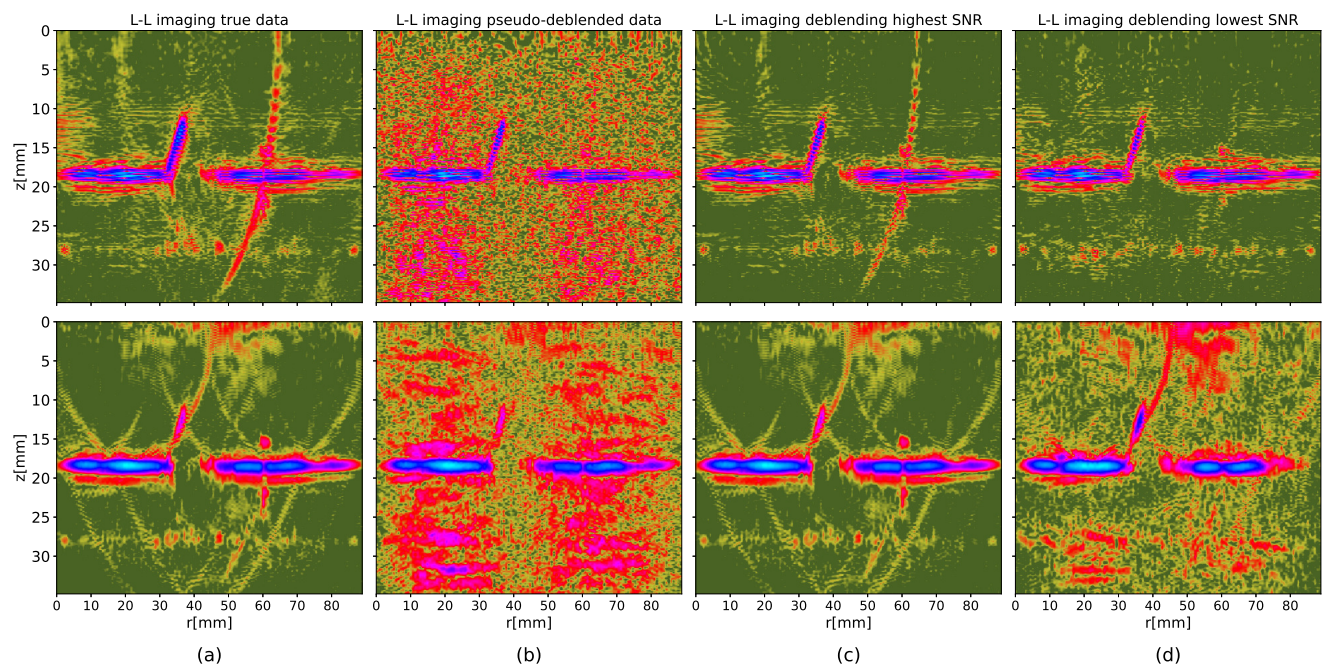 L-L imaging true data
L-L imaging pseudo-deblended data
L-L imaging deblending highest SNR
L-L imaging deblending lowest SNR
0
5
10
15
20
25
30
z[mm]
0
5
10
15
20
25
30
z[mm]
0 10 20 30 40 50 60 70 80
0 10 20 30 40 50 60 70 80
0 10 20 30 40 50 60 70 80
0 10 20 30 40 50 60 70 80
r[mm]
r[mm]
r[mm]
r[mm]
(a)
(b)
(c)
(d)